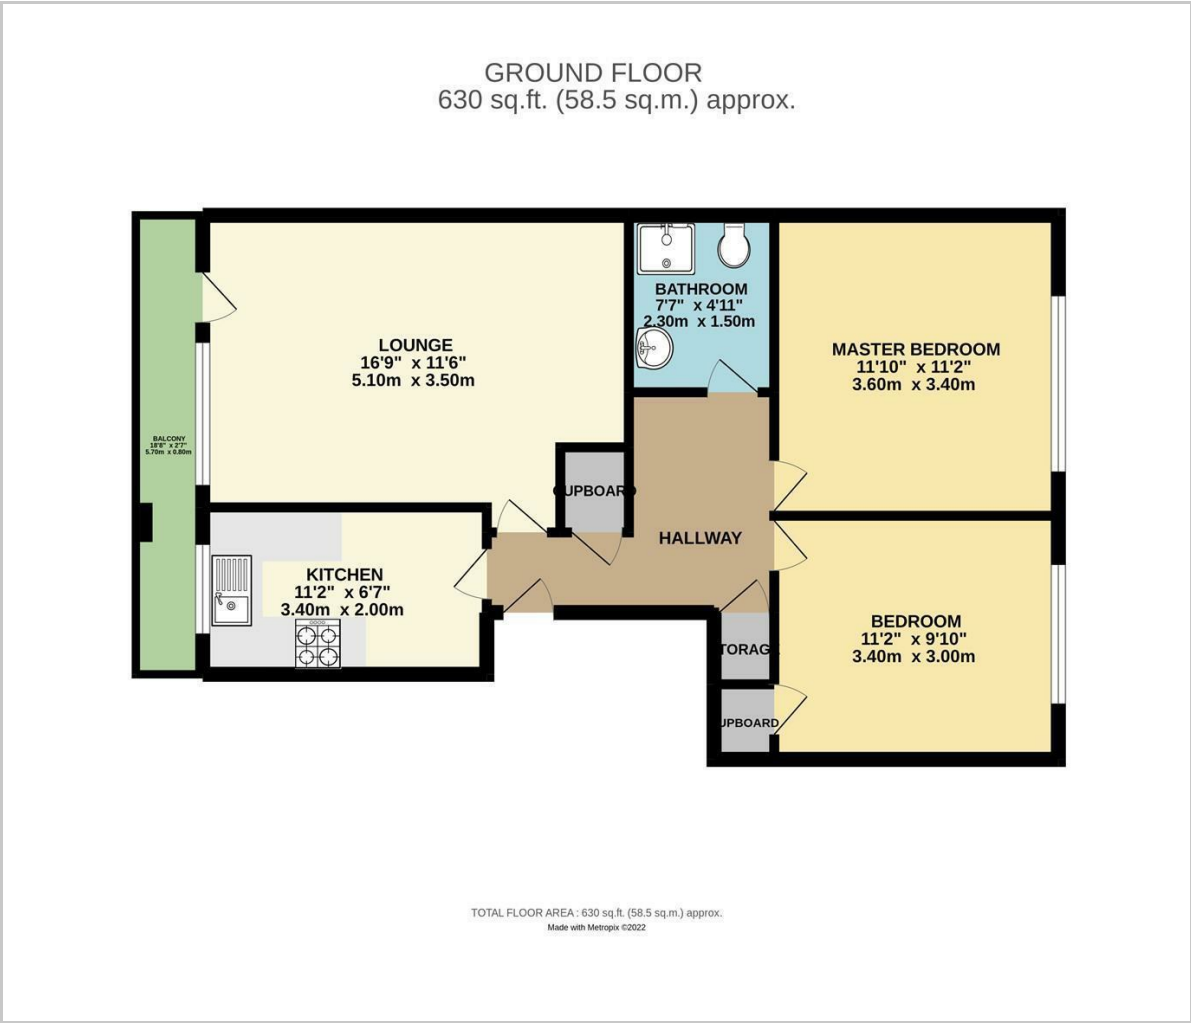 GROUND FLOOR
630 sq.ft. (58.5 sq.m.) approx.
BATHROOM
7'7" x 4'11"
2.30m x 1.50m
LOUNGE
16'9" x 11'6"
5.10m x 3.50m
MASTER BEDROOM
11'10" x 11'2"
3.60m x 3.40m
BALCONY
18'8" x 2'7"
5.70m x 0.80m
CUPBOARD
HALLWAY
KITCHEN
11'2" x 6'7"
3.40m x 2.00m
BEDROOM
11'2" x 9'10"
3.40m x 3.00m
STORAGE
CUPBOARD
TOTAL FLOOR AREA : 630 sq.ft. (58.5 sq.m.) approx.
Made with Metropix ©2022